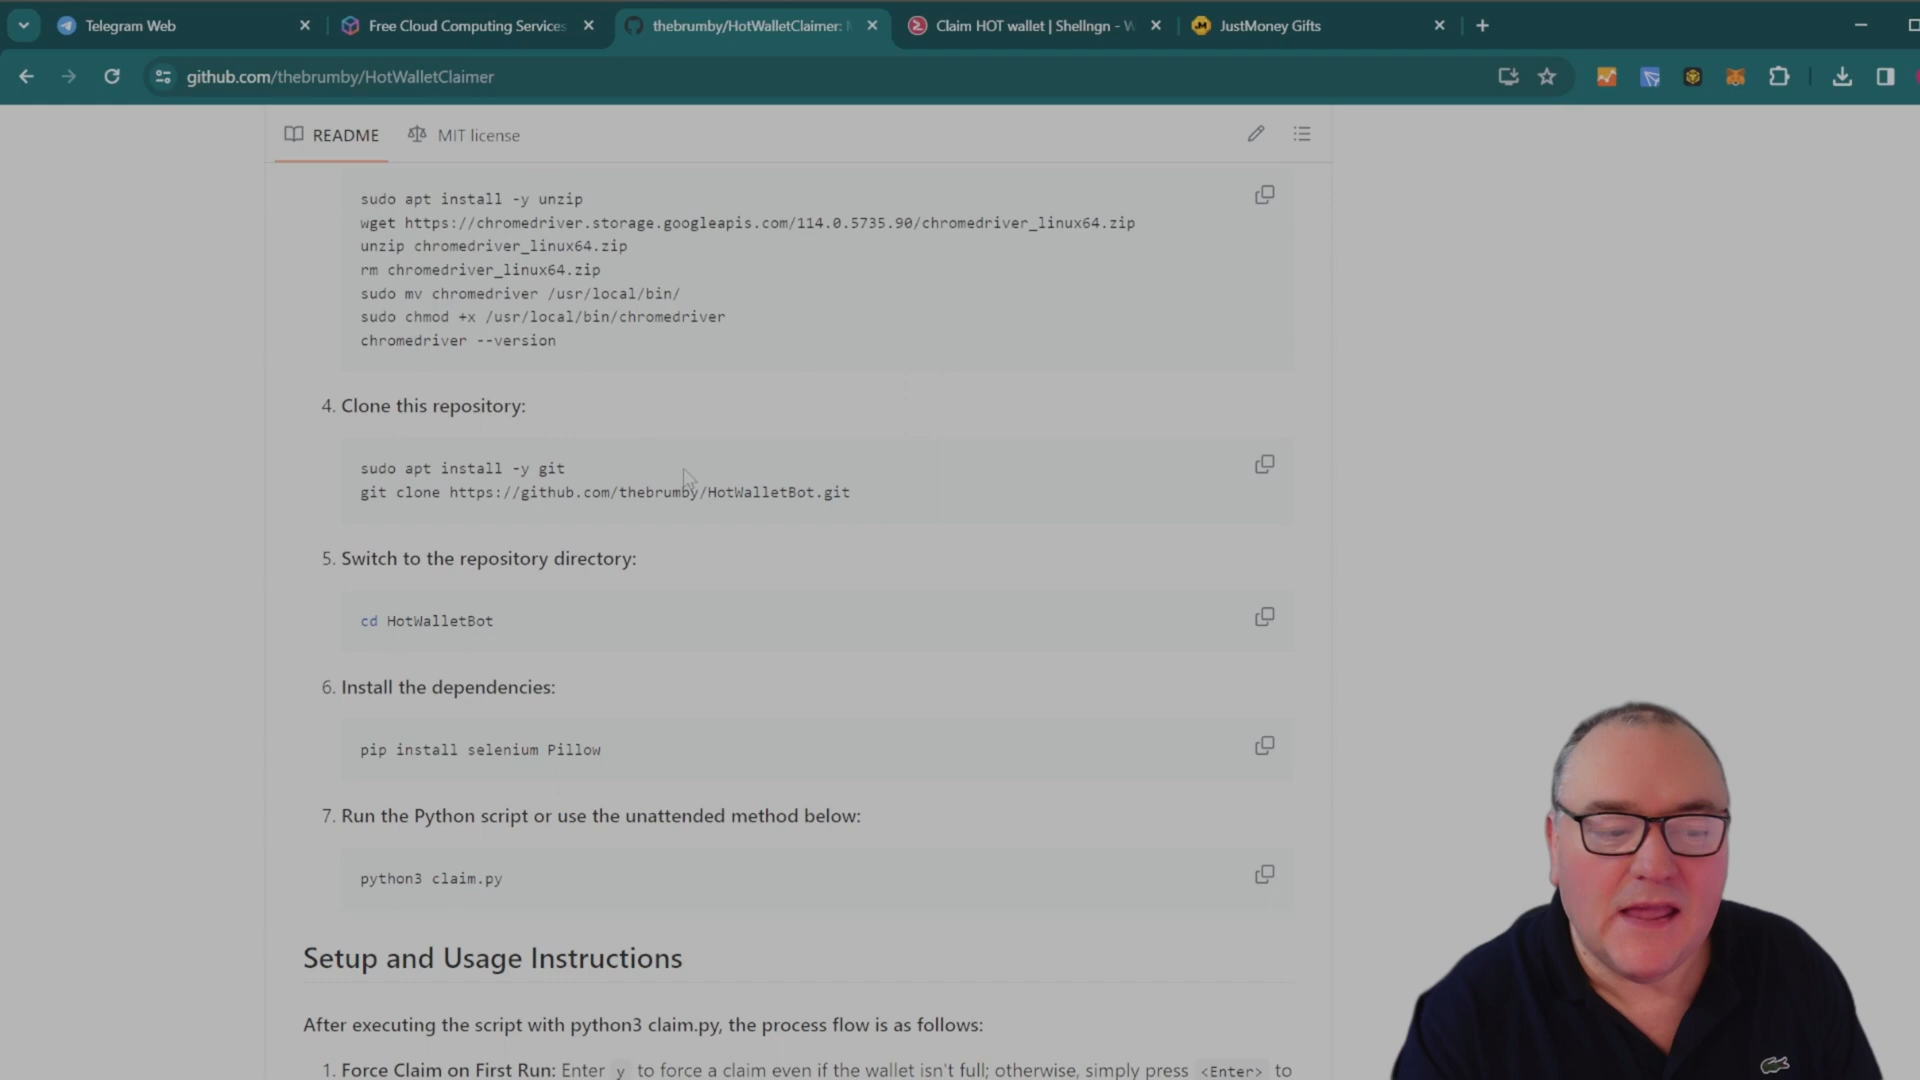 Telegram Web
Free Cloud Computing Services
thebrumby/HotWalletClaimer:
Claim HOT wallet | Shellngn -
JustMoney Gifts
github.com/thebrumby/HotWalletClaimer
README
MIT license
sudo apt install -y unzip
wget https://chromedriver.storage.googleapis.com/114.0.5735.90/chromedriver_linux64.zip
unzip chromedriver_linux64.zip
rm chromedriver_linux64.zip
sudo mv chromedriver /usr/local/bin/
sudo chmod +x /usr/local/bin/chromedriver
chromedriver --version
4. Clone this repository:
sudo apt install -y git
git clone https://github.com/thebrumby/HotWalletBot.git
5. Switch to the repository directory:
cd HotWalletBot
6. Install the dependencies:
pip install selenium Pillow
7. Run the Python script or use the unattended method below:
python3 claim.py
Setup and Usage Instructions
After executing the script with python3 claim.py, the process flow is as follows:
1. Force Claim on First Run: Enter y to force a claim even if the wallet isn't full; otherwise, simply press <Enter> to